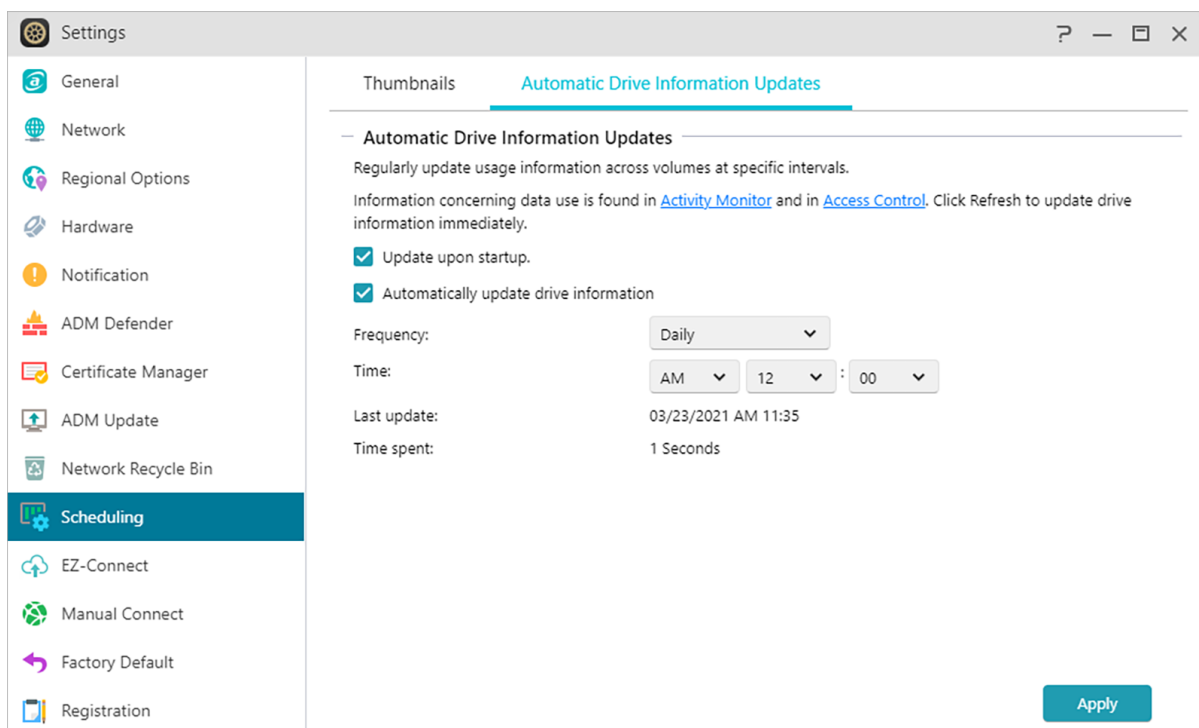 Settings
General
Network
Regional Options
Hardware
Notification
ADM Defender
Certificate Manager
ADM Update
Network Recycle Bin
Scheduling
EZ-Connect
Manual Connect
Factory Default
Registration
Thumbnails
Automatic Drive Information Updates
Automatic Drive Information Updates
Regularly update usage information across volumes at specific intervals.
Information concerning data use is found in Activity Monitor and in Access Control. Click Refresh to update drive
information immediately.
Update upon startup.
Automatically update drive information
Frequency: Daily
Time: AM 12 : 00
Last update: 03/23/2021 AM 11:35
Time spent: 1 Seconds
Apply